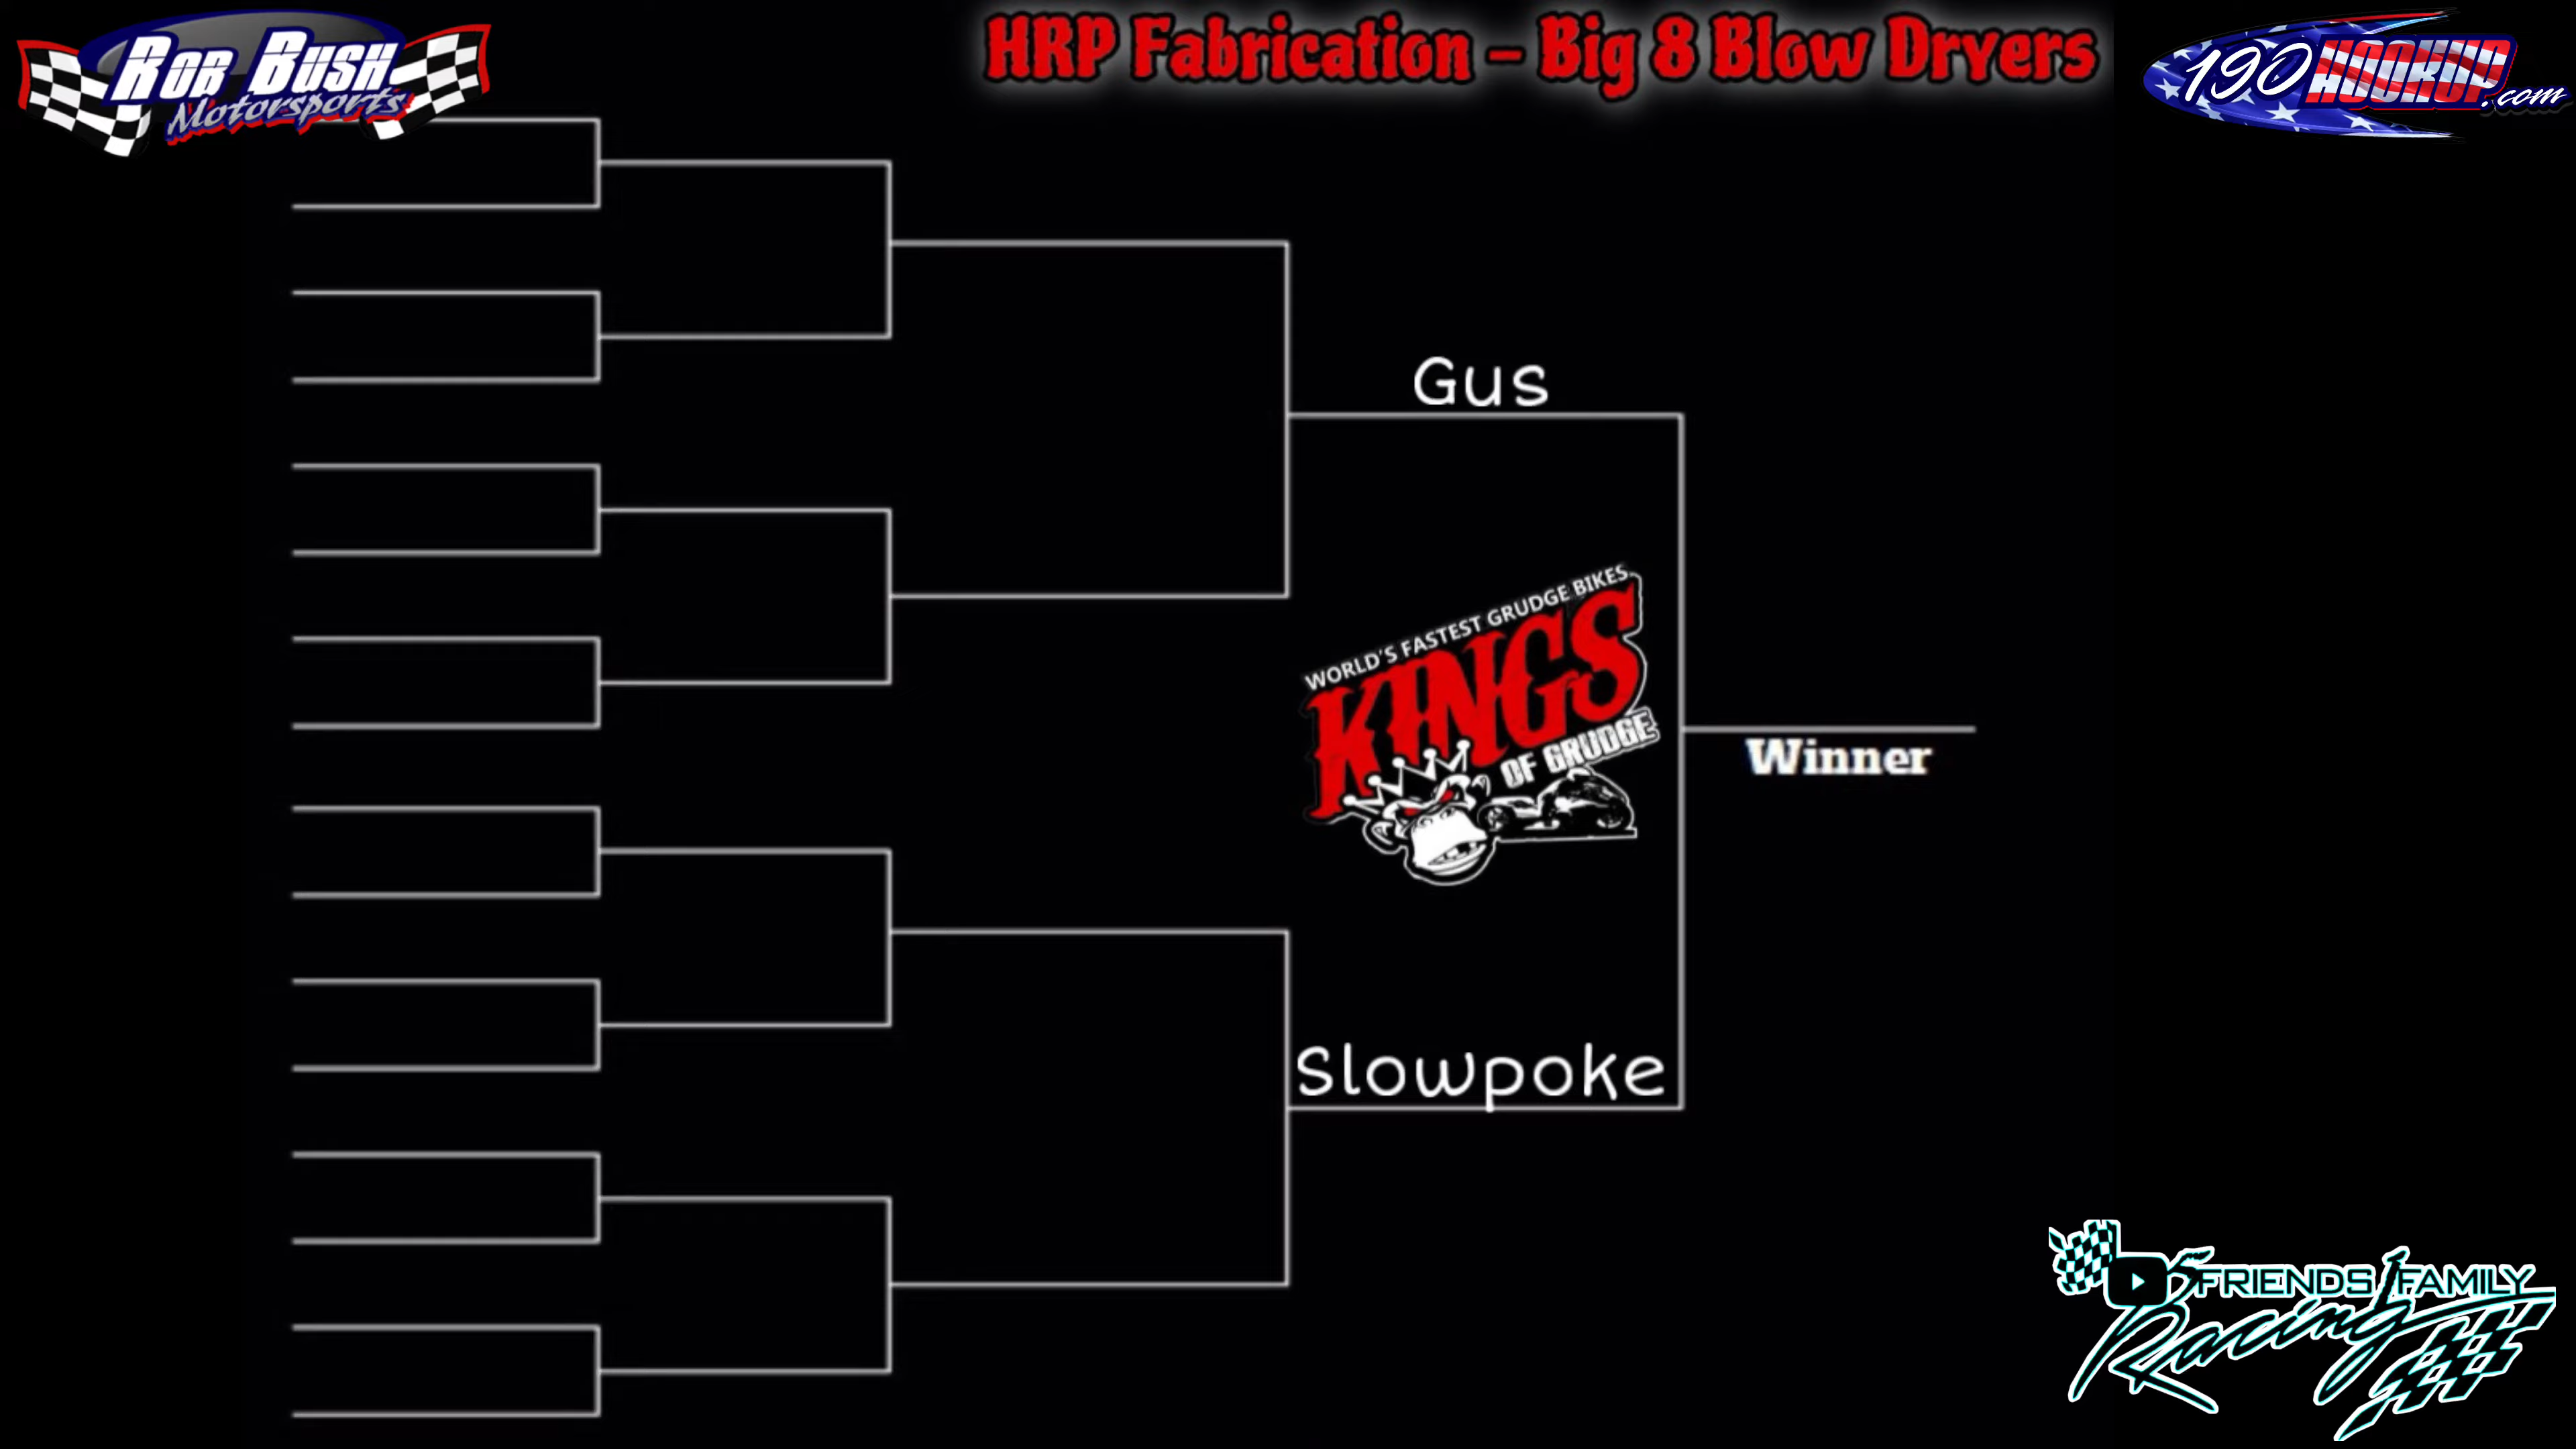 ROB BUSH
Motorsports
HRP Fabrication - Big 8 Blow Dryers
190HOOKUP.com
Gus
WORLD'S FASTEST GRUDGE BIKES
KINGS
OF GRUDGE
Winner
Slowpoke
FRIENDS FAMILY
Racing